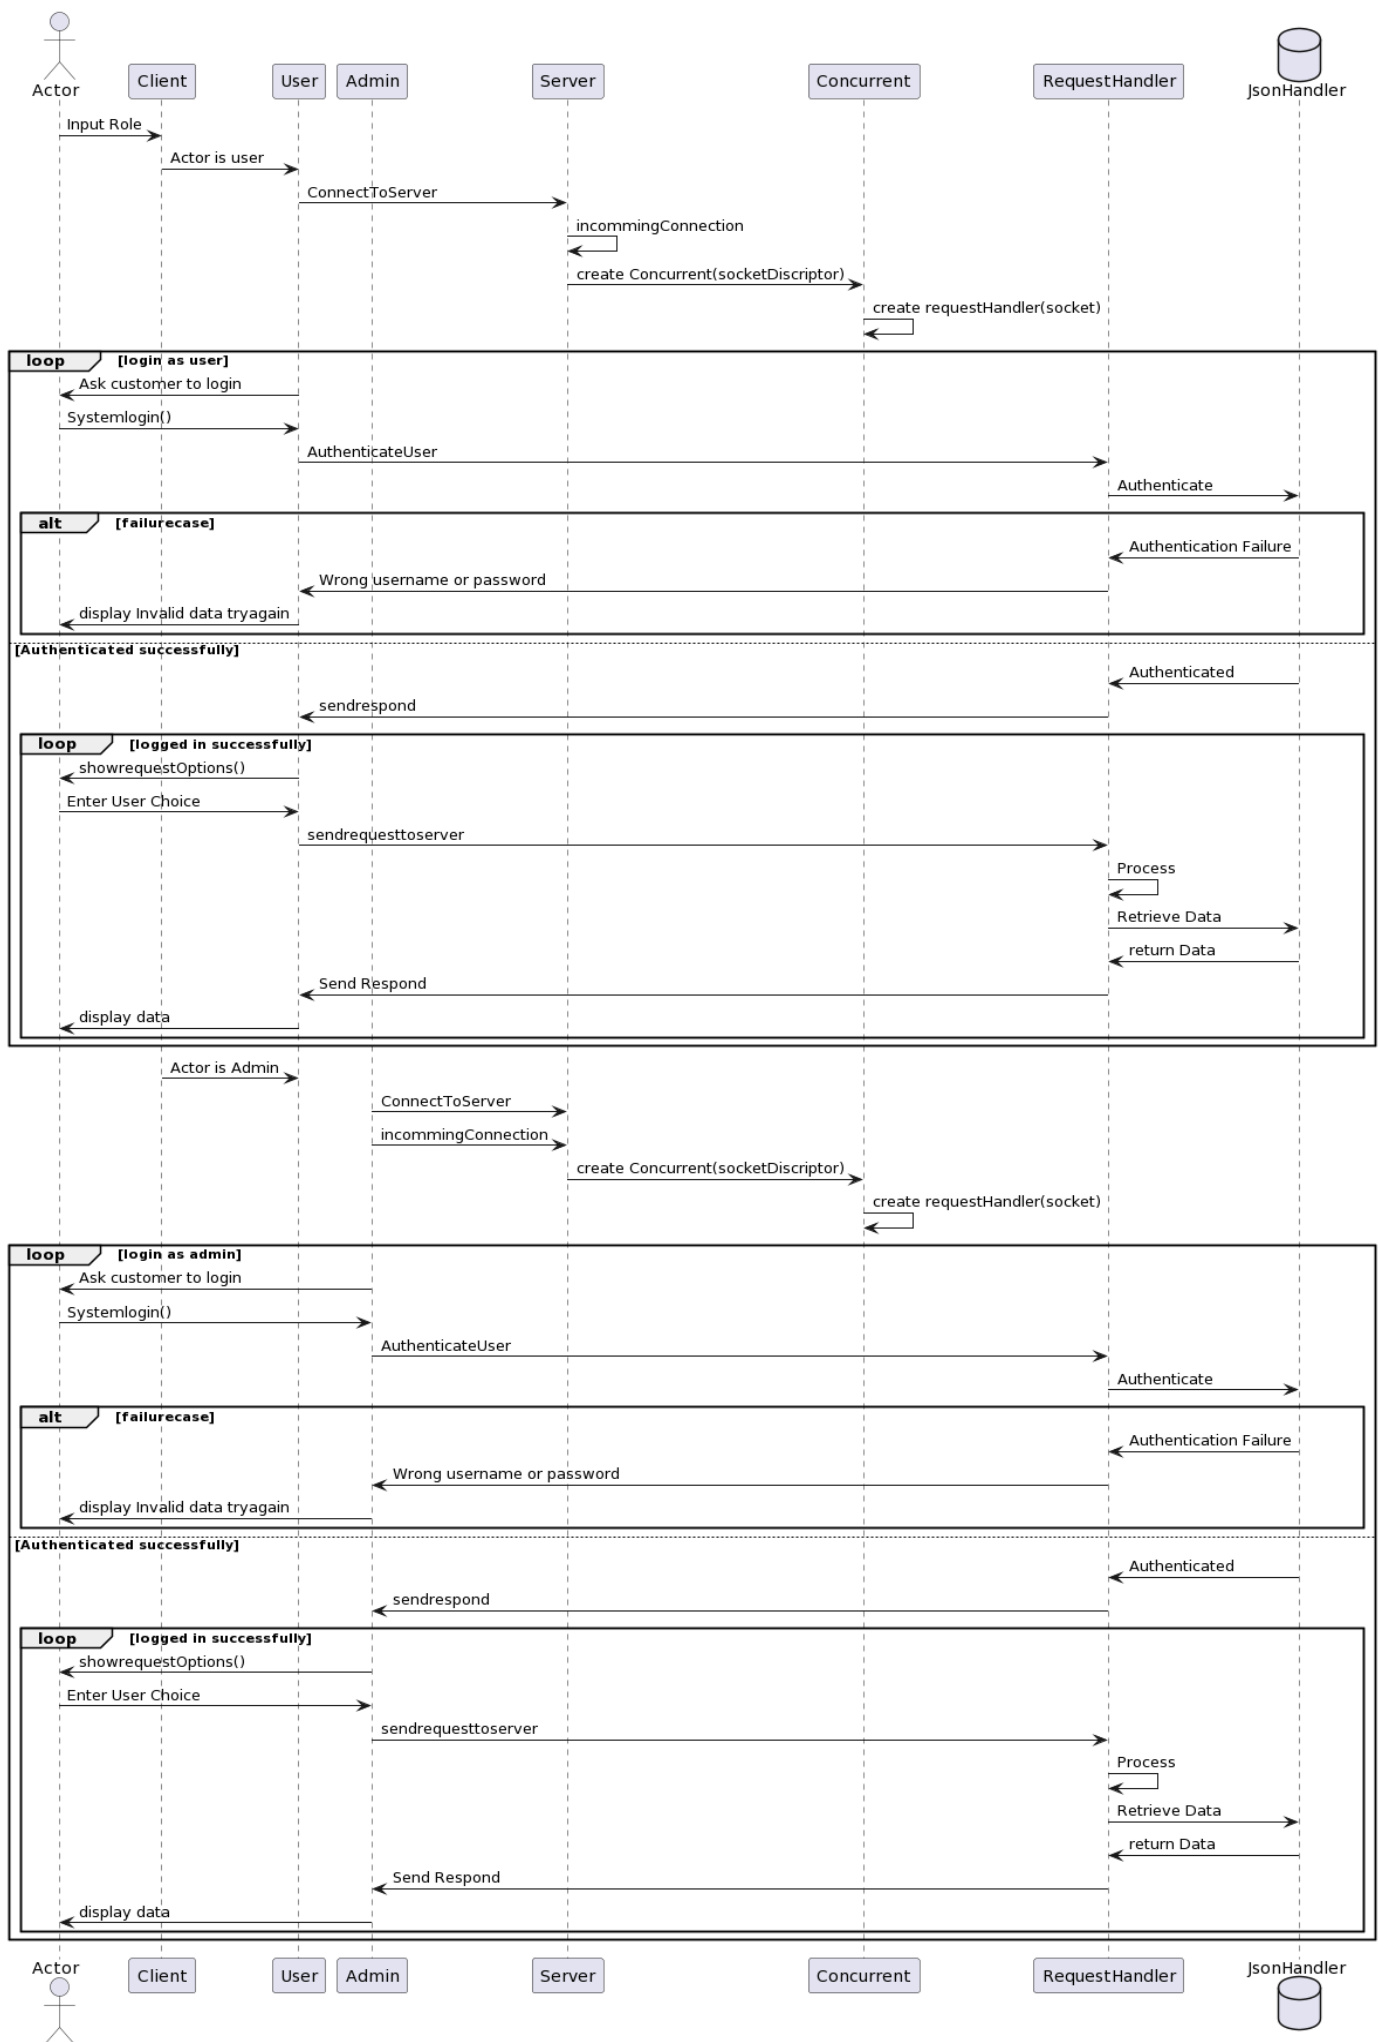 Actor
Client
User
Admin
Server
Concurrent
RequestHandler
JsonHandler
Input Role
Actor is user
ConnectToServer
incommingConnection
create Concurrent(socketDiscriptor)
create requestHandler(socket)
loop [login as user]
Ask customer to login
Systemlogin()
AuthenticateUser
Authenticate
alt [failurecase]
Authentication Failure
Wrong username or password
display Invalid data tryagain
[Authenticated successfully]
Authenticated
sendrespond
loop [logged in successfully]
showrequestOptions()
Enter User Choice
sendrequesttoserver
Process
Retrieve Data
return Data
Send Respond
display data
Actor is Admin
ConnectToServer
incommingConnection
create Concurrent(socketDiscriptor)
create requestHandler(socket)
loop [login as admin]
Ask customer to login
Systemlogin()
AuthenticateUser
Authenticate
alt [failurecase]
Authentication Failure
Wrong username or password
display Invalid data tryagain
[Authenticated successfully]
Authenticated
sendrespond
loop [logged in successfully]
showrequestOptions()
Enter User Choice
sendrequesttoserver
Process
Retrieve Data
return Data
Send Respond
display data
Actor
Client
User
Admin
Server
Concurrent
RequestHandler
JsonHandler